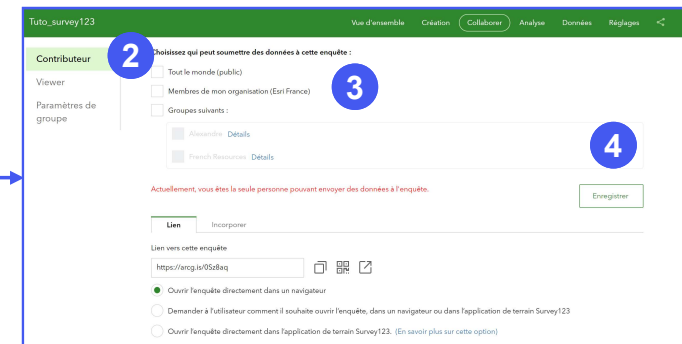 Tuto_survey123 Vue d'ensemble Création Collaborer Analyse Données Réglages
Contributeur
Viewer
Paramètres de
groupe
2
Choisissez qui peut soumettre des données à cette enquête :
Tout le monde (public)
Membres de mon organisation (Esri France)
3
Groupes suivants :
Alexandre Détails
French Resources Détails
4
Actuellement, vous êtes la seule personne pouvant envoyer des données à l'enquête.
Enregistrer
Lien Incorporer
Lien vers cette enquête
https://arcg.is/0Sz8aq
Ouvrir l'enquête directement dans un navigateur
Demander à l'utilisateur comment il souhaite ouvrir l'enquête, dans un navigateur ou dans l'application de terrain Survey123
Ouvrir l'enquête directement dans l'application de terrain Survey123. (En savoir plus sur cette option)